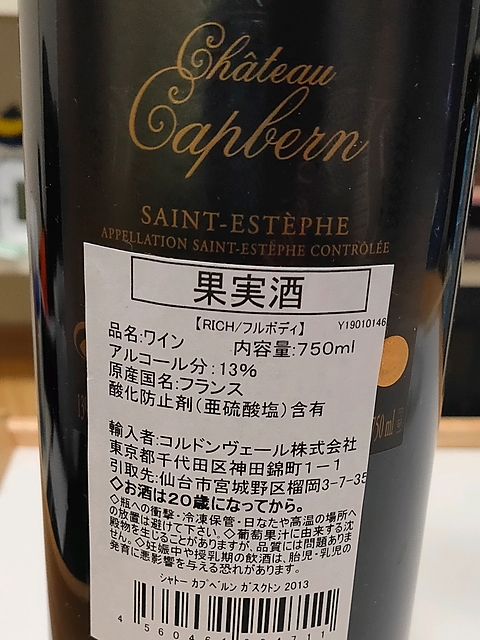 Château
Capbern
SAINT-ESTÈPHE
APPELLATION SAINT-ESTÈPHE CONTRÔLÉE
果実酒
【RICH/フルボディ】 Y19010146
品名:ワイン 内容量:750ml
アルコール分:13%
原産国名:フランス
酸化防止剤(亜硫酸塩)含有
750 ml
輸入者:コルドンヴェール株式会社
東京都千代田区神田錦町1-1
引取先:仙台市宮城野区榴岡3-7-35
◇お酒は20歳になってから。
◇瓶への衝撃・冷凍保管・日なたや高温の場所へ
の放置は避けて下さい。◇葡萄果汁に由来する沈
殿物を生じることがありますが、品質には問題ありま
せん。◇妊娠中や授乳期の飲酒は、胎児・乳児の
発育に悪影響を与える恐れがあります。
シャトー カプベルン ガスクトン 2013